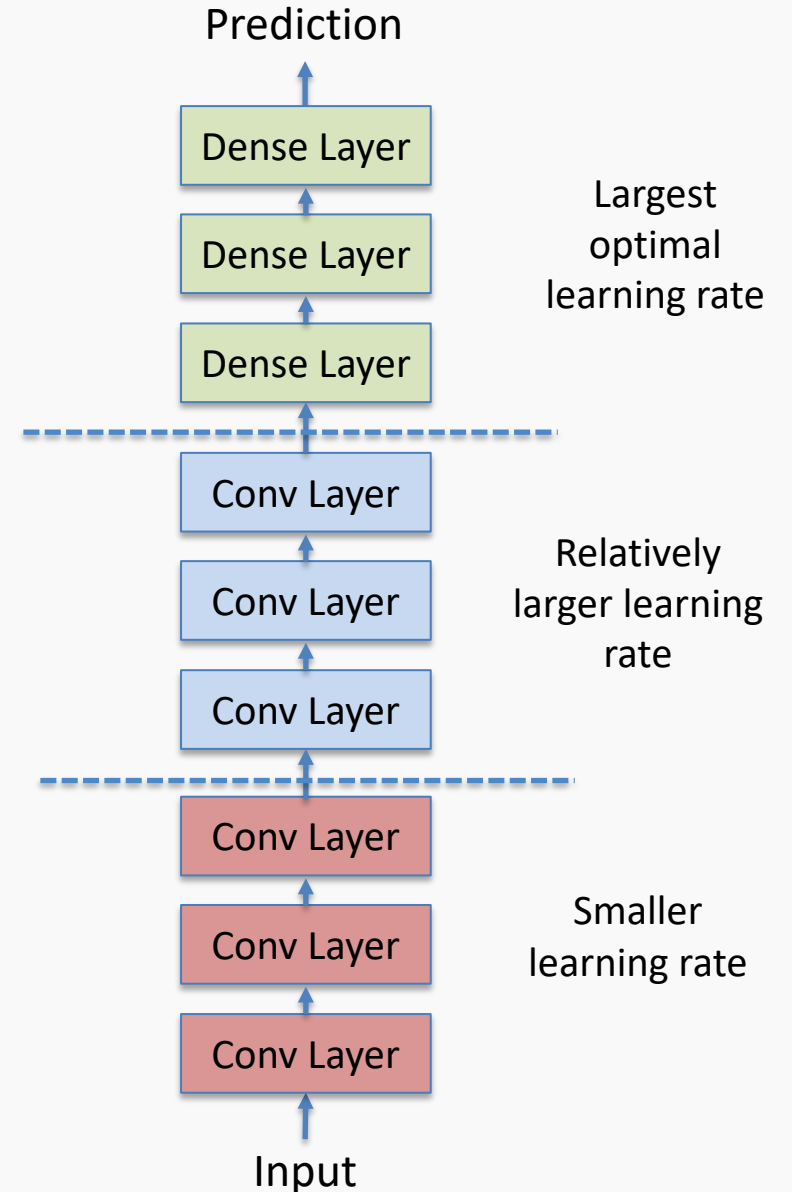 Prediction
Dense Layer
Dense Layer
Dense Layer
Largest
optimal
learning rate
Conv Layer
Conv Layer
Conv Layer
Relatively
larger learning
rate
Conv Layer
Conv Layer
Conv Layer
Smaller
learning rate
Input